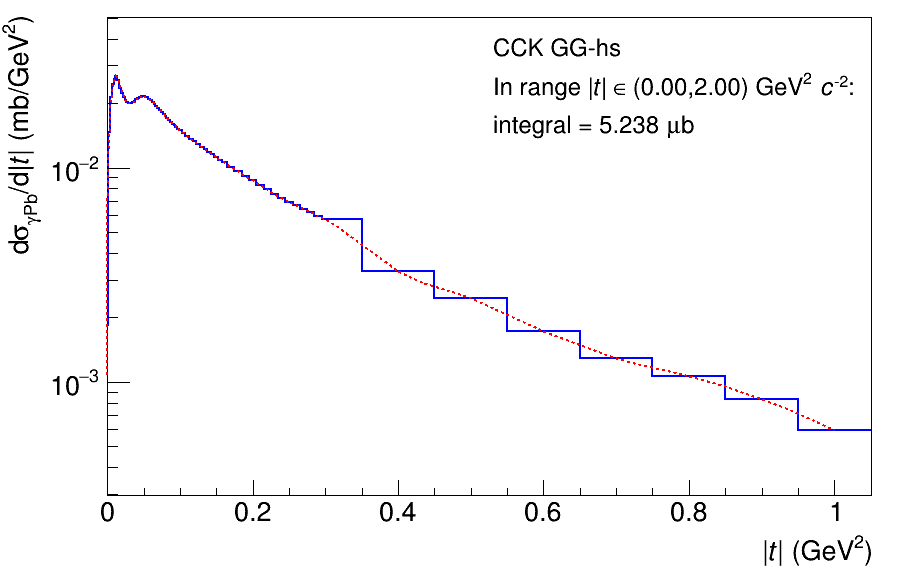 dσγPb/d|t| (mb/GeV²)
CCK GG-hs
In range |t| ∈ (0.00,2.00) GeV² c⁻²:
integral = 5.238 μb
10⁻²
10⁻³
0 0.2 0.4 0.6 0.8 1
|t| (GeV²)